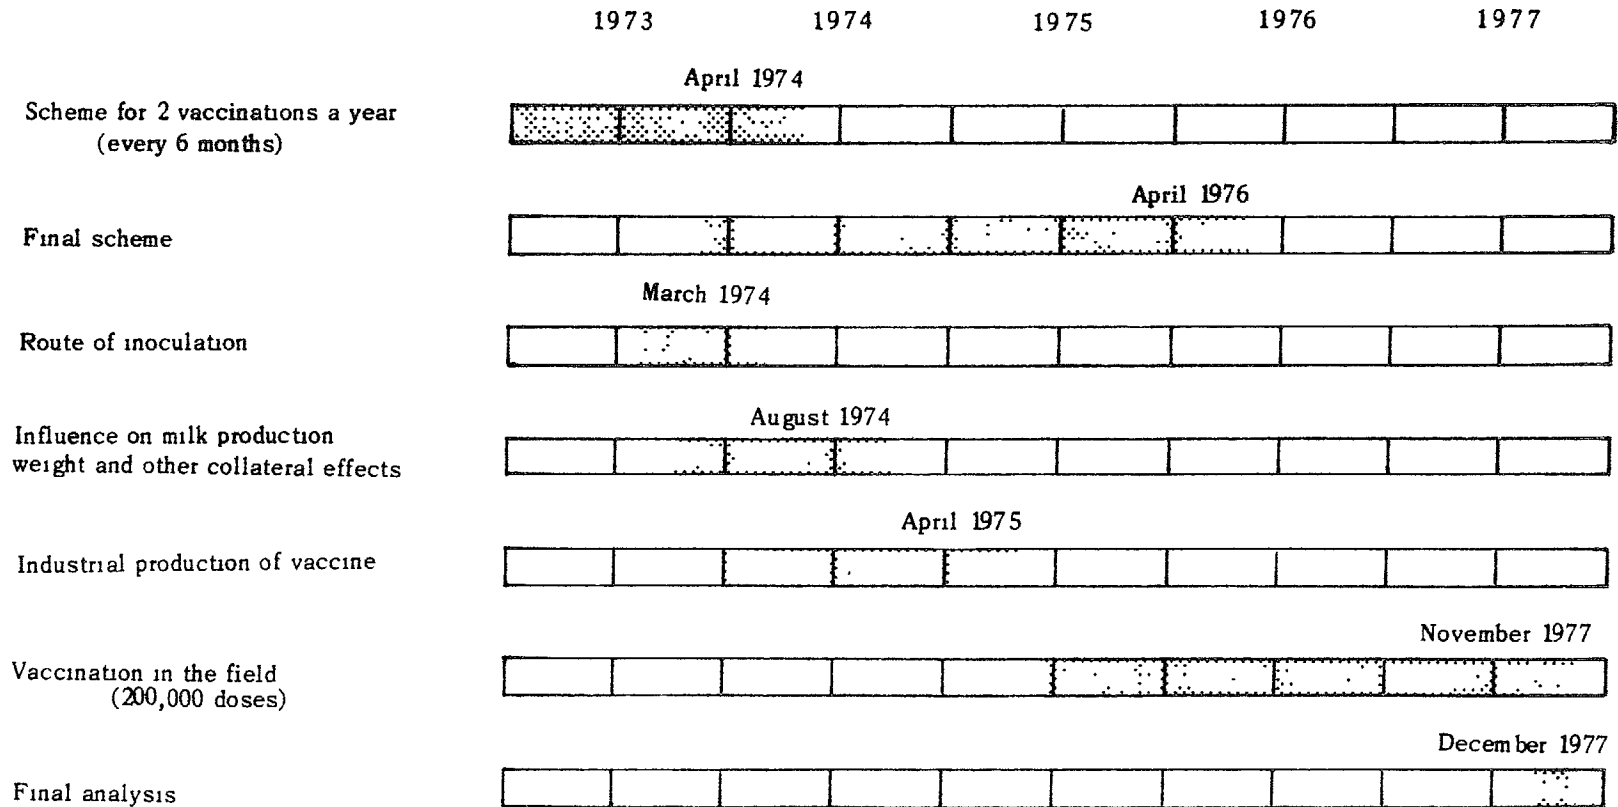 1973 1974 1975 1976 1977
April 1974
Scheme for 2 vaccinations a year
(every 6 months)
April 1976
Final scheme
March 1974
Route of inoculation
August 1974
Influence on milk production
weight and other collateral effects
April 1975
Industrial production of vaccine
November 1977
Vaccination in the field
(200,000 doses)
December 1977
Final analysis